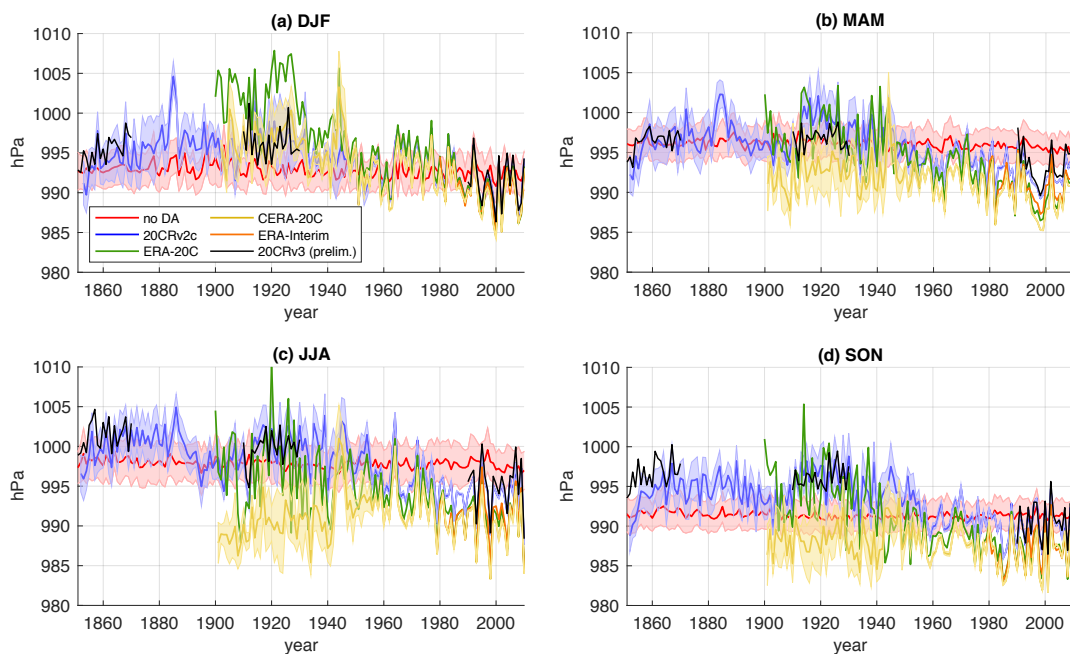 (a) DJF
1010
1005
1000
995
990
985
980
hPa
no DA
20CRv2c
ERA-20C
CERA-20C
ERA-Interim
20CRv3 (prelim.)
1860 1880 1900 1920 1940 1960 1980 2000
year
(b) MAM
1010
1005
1000
995
990
985
980
hPa
1860 1880 1900 1920 1940 1960 1980 2000
year
(c) JJA
1010
1005
1000
995
990
985
980
hPa
1860 1880 1900 1920 1940 1960 1980 2000
year
(d) SON
1010
1005
1000
995
990
985
980
hPa
1860 1880 1900 1920 1940 1960 1980 2000
year